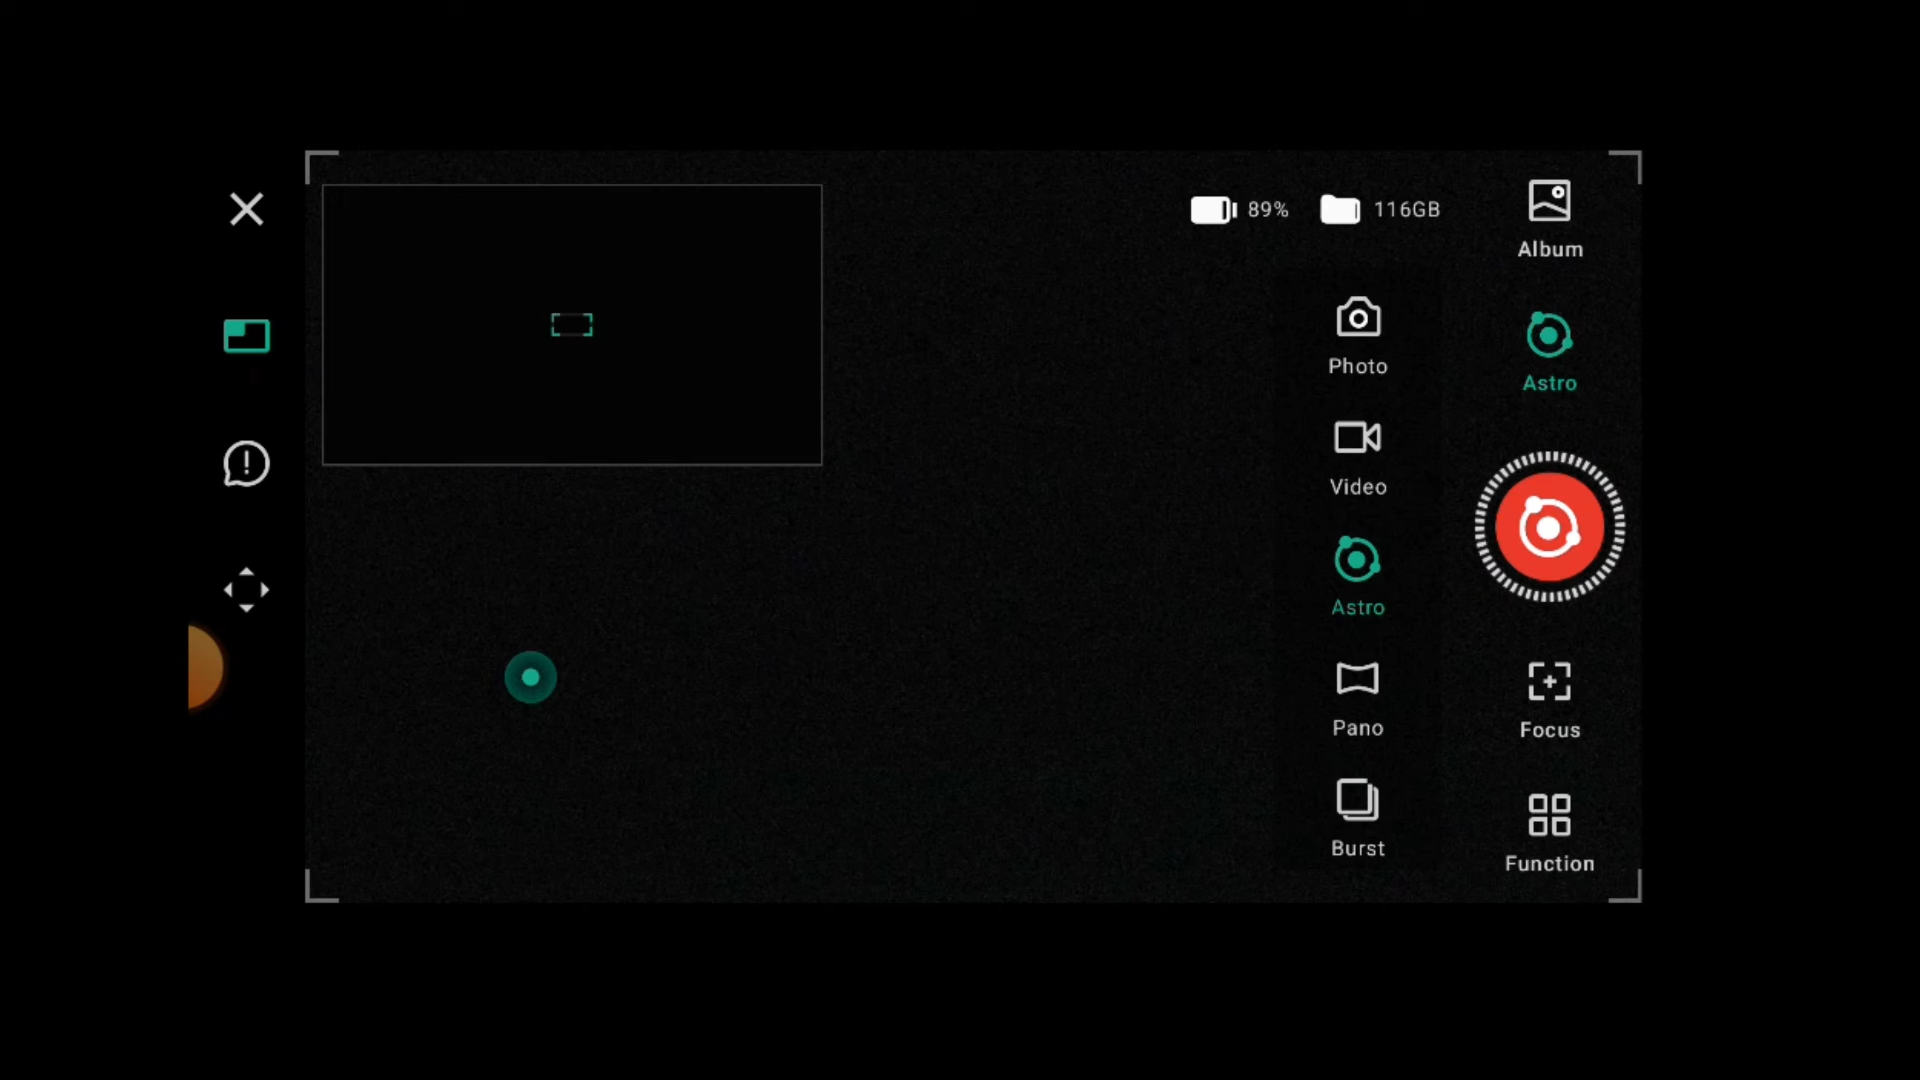 89% 116GB
Album
Photo
Astro
Video
Astro
Pano
Focus
Burst
Function